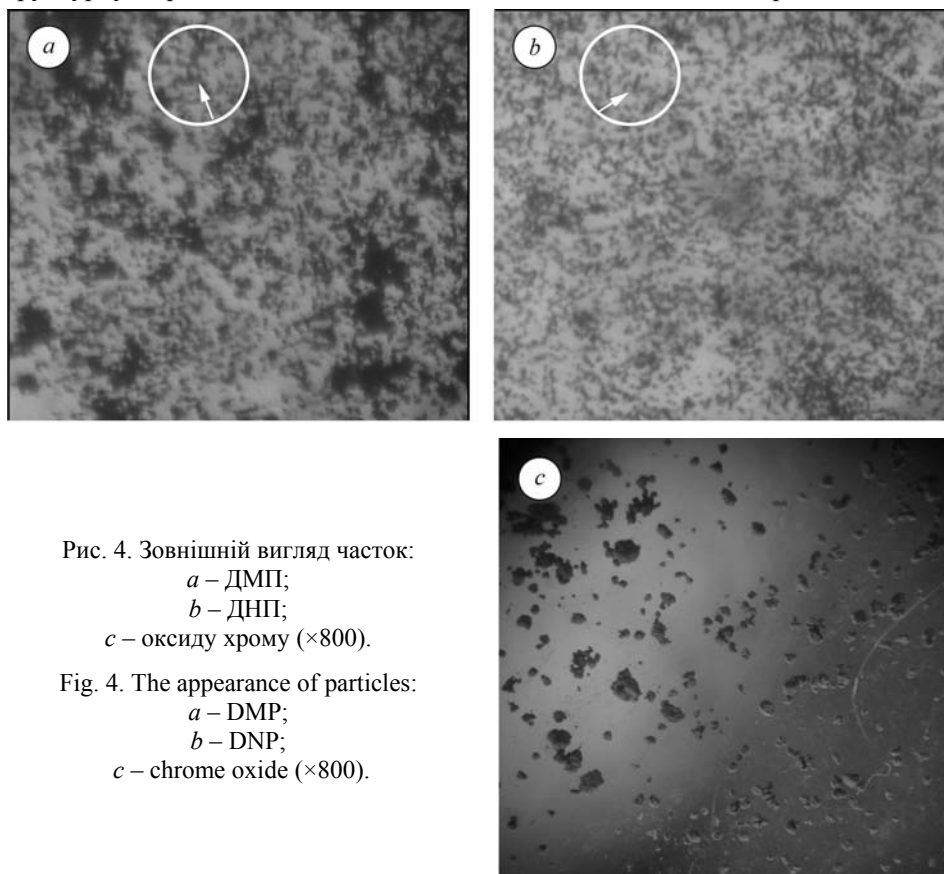 a
b
c
Рис. 4. Зовнішній вигляд часток:
a – ДМП;
b – ДНП;
c – оксиду хрому (×800).
Fig. 4. The appearance of particles:
a – DMP;
b – DNP;
c – chrome oxide (×800).